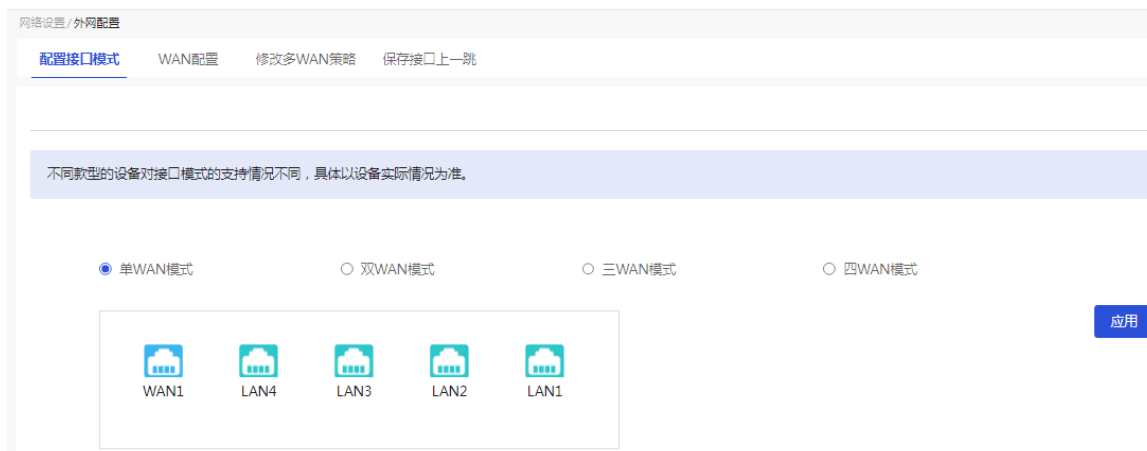 网络设置/外网配置
配置接口模式 WAN配置 修改多WAN策略 保存接口上一跳
不同款型的设备对接口模式的支持情况不同，具体以设备实际情况为准。
单WAN模式 双WAN模式 三WAN模式 四WAN模式
应用
WAN1 LAN4 LAN3 LAN2 LAN1